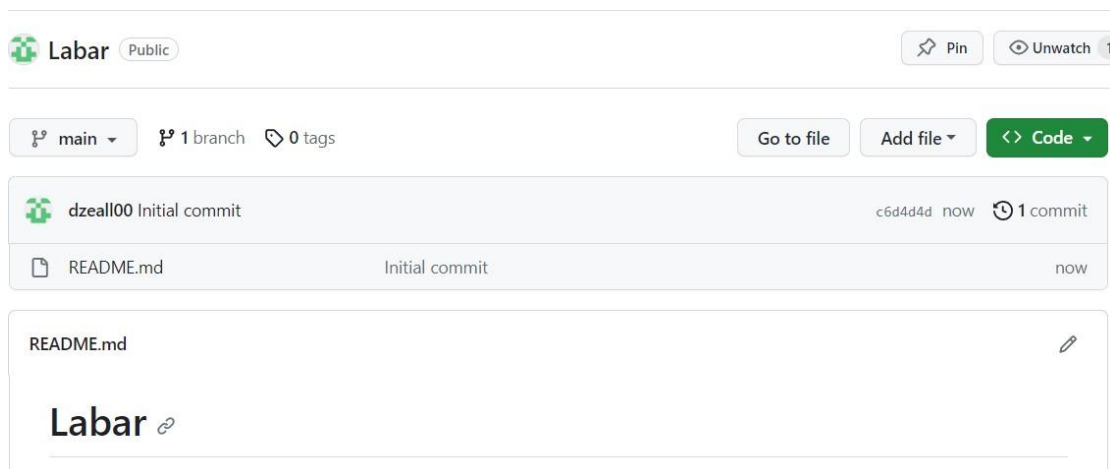 Labar Public Pin Unwatch 1
main 1 branch 0 tags Go to file Add file Code
dzeall00 Initial commit c6d4d4d now 1 commit
README.md Initial commit now
README.md
Labar